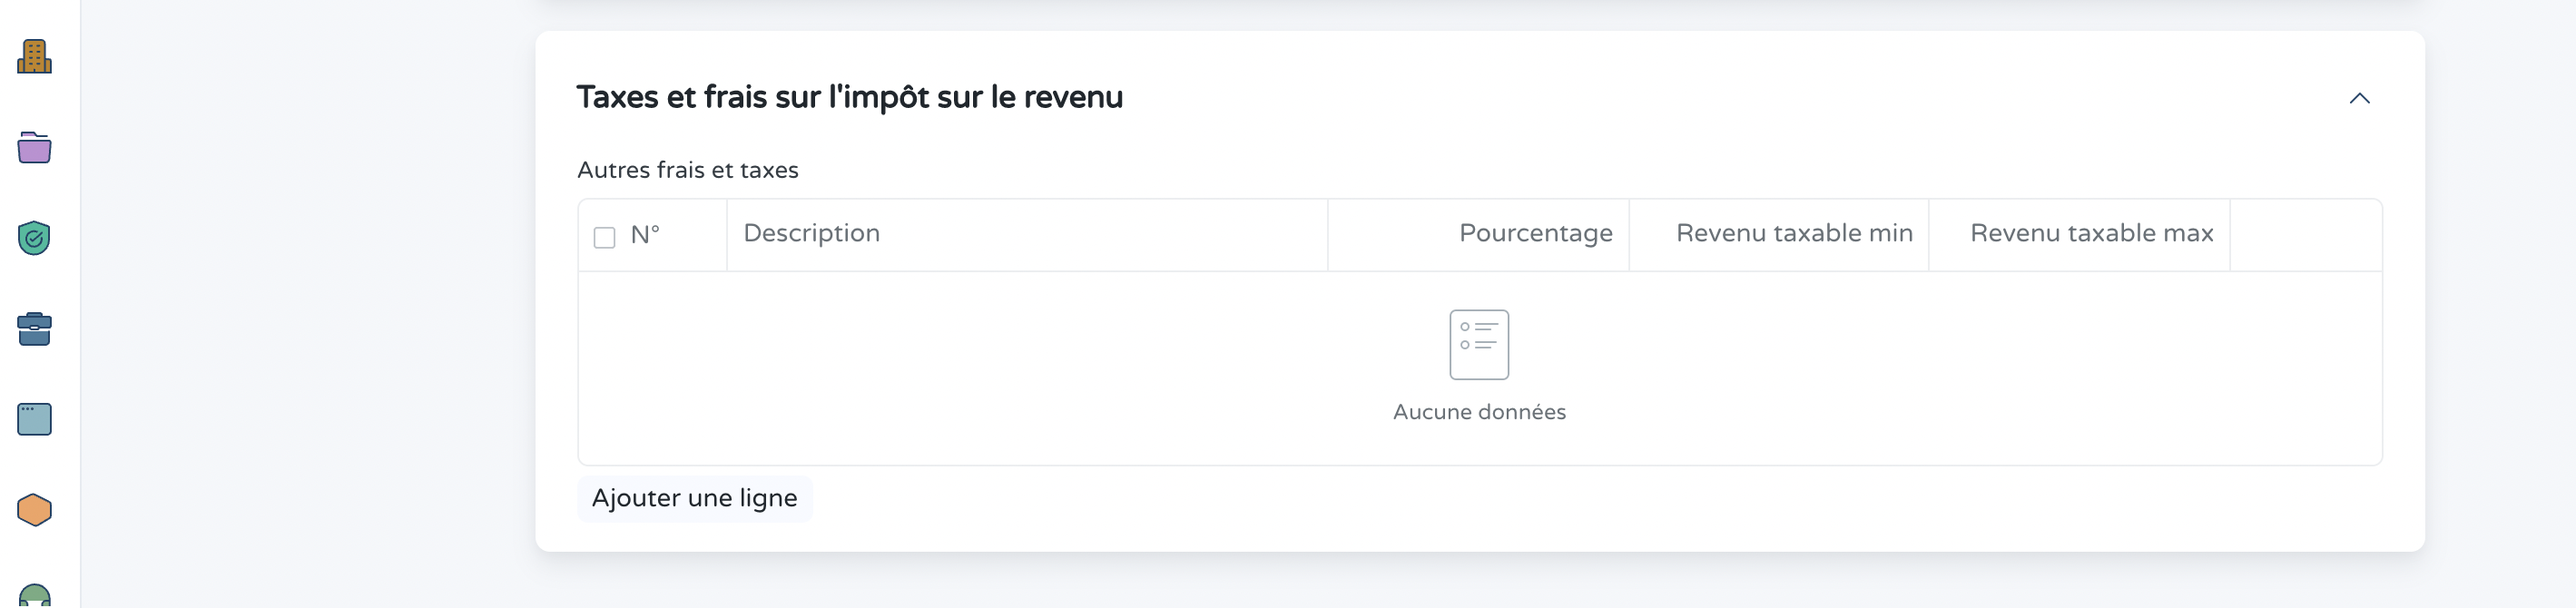 Taxes et frais sur l'impôt sur le revenu
Autres frais et taxes
N° Description Pourcentage Revenu taxable min Revenu taxable max
Aucune données
Ajouter une ligne